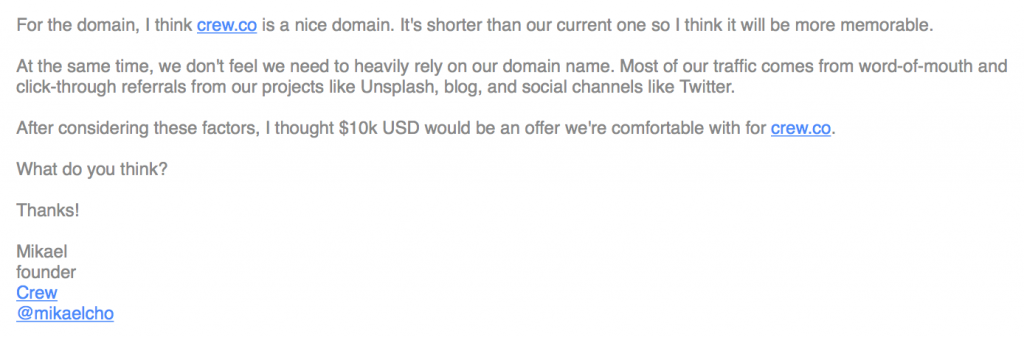 For the domain, I think crew.co is a nice domain. It's shorter than our current one so I think it will be more memorable.
At the same time, we don't feel we need to heavily rely on our domain name. Most of our traffic comes from word-of-mouth and
click-through referrals from our projects like Unsplash, blog, and social channels like Twitter.
After considering these factors, I thought $10k USD would be an offer we're comfortable with for crew.co.
What do you think?
Thanks!
Mikael
founder
Crew
@mikaelcho